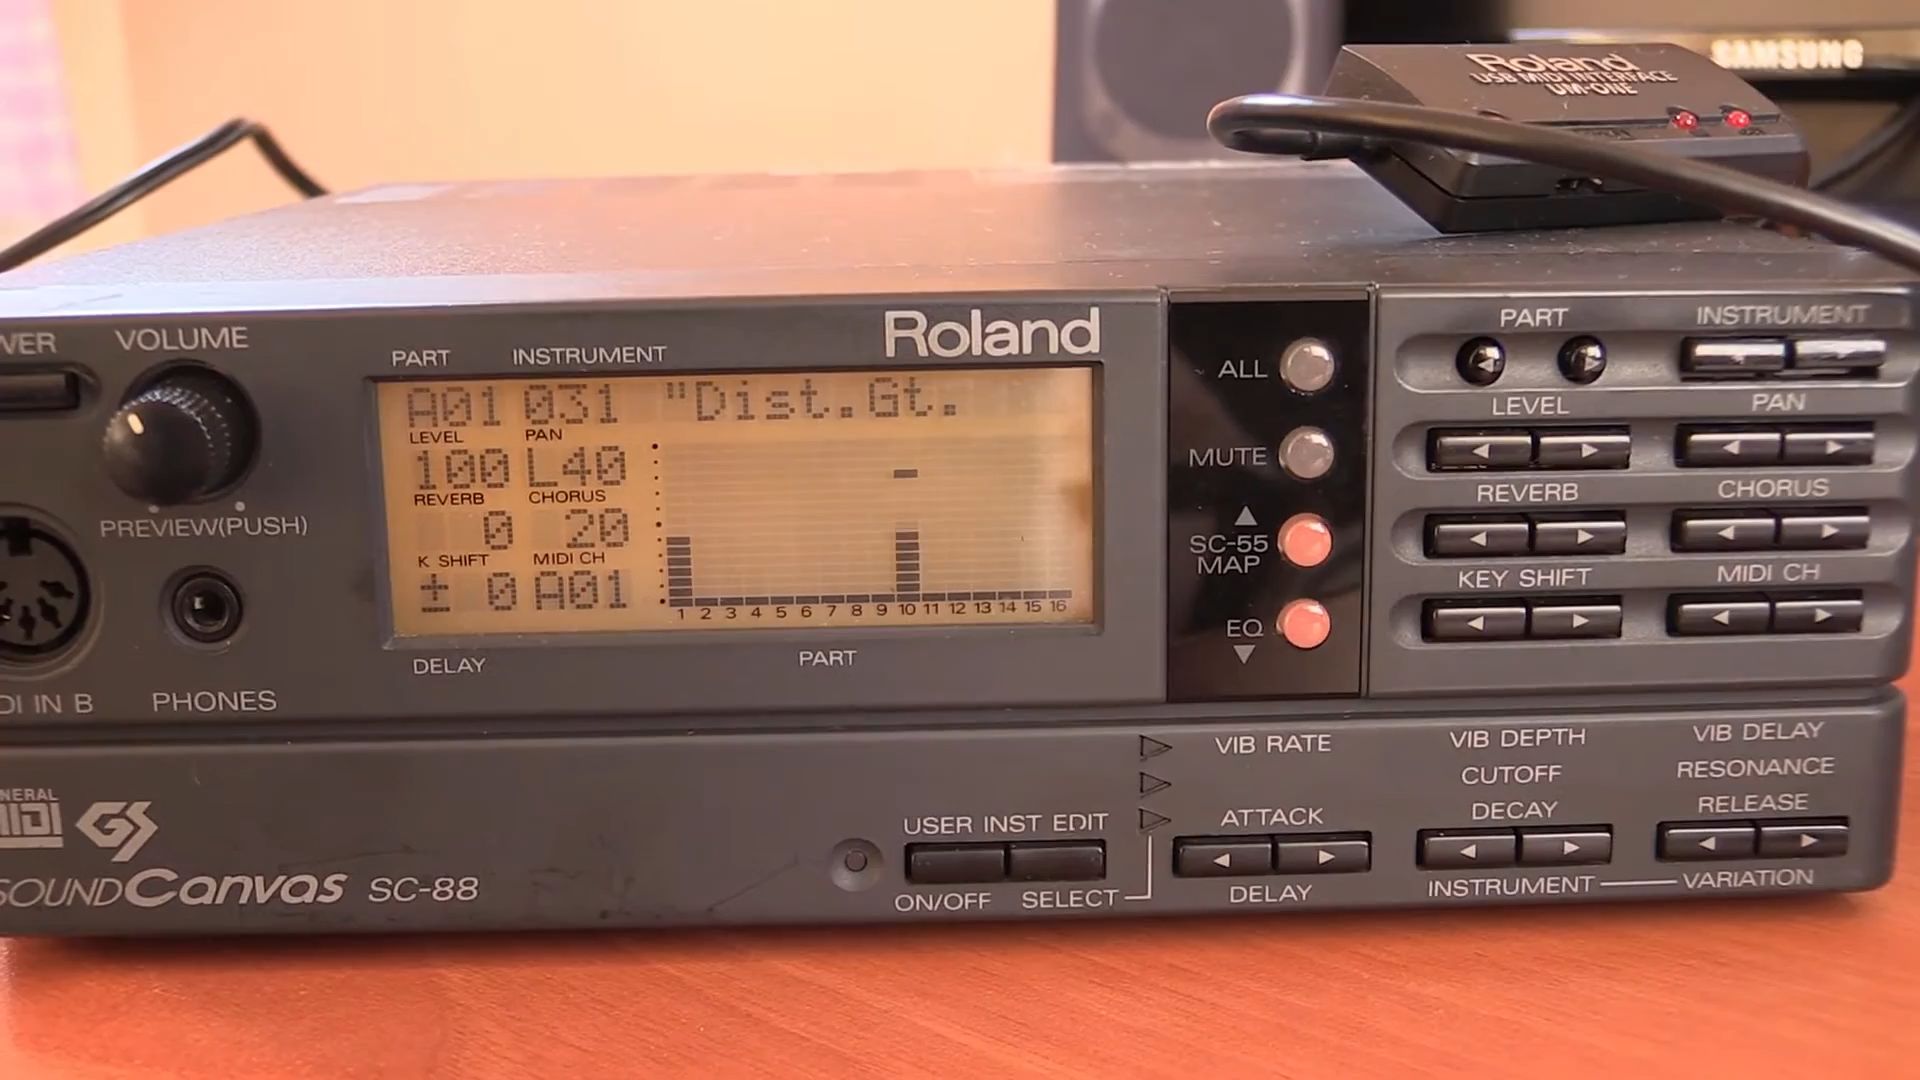 SAMSUNG
Roland
USB MIDI INTERFACE
UM-ONE
WER
VOLUME
PREVIEW(PUSH)
DI IN B
PHONES
PART INSTRUMENT
Roland
A01 031 "Dist.Gt.
LEVEL PAN
100 L40
REVERB CHORUS
0 20
K SHIFT MIDI CH
± 0 A01
1 2 3 4 5 6 7 8 9 10 11 12 13 14 15 16
DELAY
PART
ALL
MUTE
SC-55
MAP
EQ
PART INSTRUMENT
LEVEL PAN
REVERB CHORUS
KEY SHIFT MIDI CH
NERAL
MIDI GS
SOUND Canvas SC-88
USER INST EDIT
ON/OFF SELECT
VIB RATE VIB DEPTH VIB DELAY
CUTOFF RESONANCE
ATTACK DECAY RELEASE
DELAY INSTRUMENT VARIATION